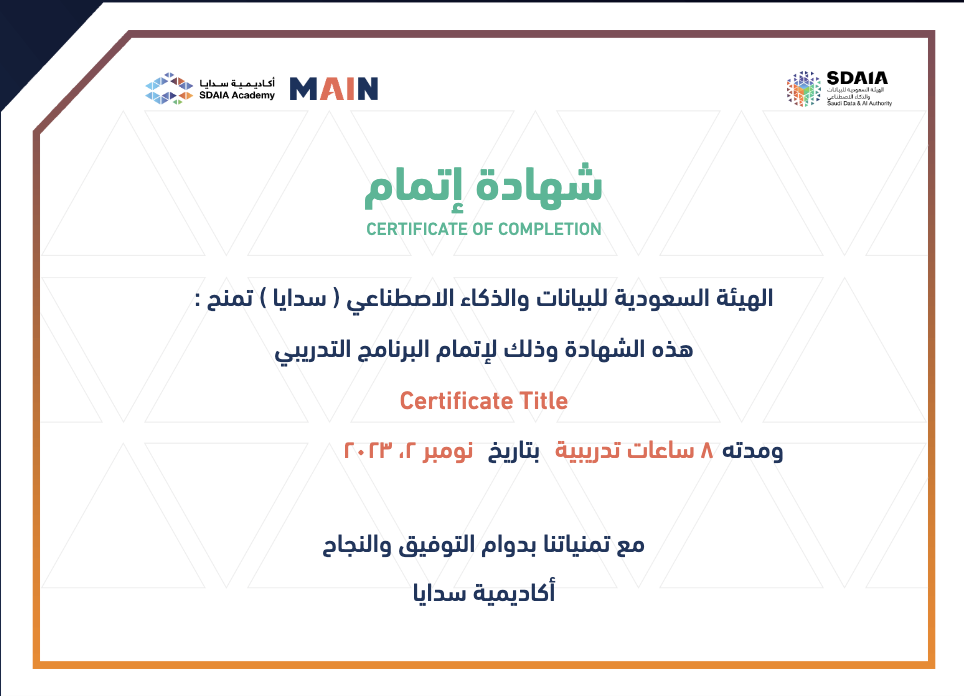 أكاديمية سدايا
SDAIA Academy
MAIN
SDAIA
الهيئة السعودية للبيانات
والذكاء الاصطناعي
Saudi Data & AI Authority
شهادة إتمام
CERTIFICATE OF COMPLETION
الهيئة السعودية للبيانات والذكاء الاصطناعي ( سدايا ) تمنح :
هذه الشهادة وذلك لإتمام البرنامج التدريبي
Certificate Title
ومدته ٨ ساعات تدريبية بتاريخ نومبر ٢، ٢٠٢٣
مع تمنياتنا بدوام التوفيق والنجاح
أكاديمية سدايا